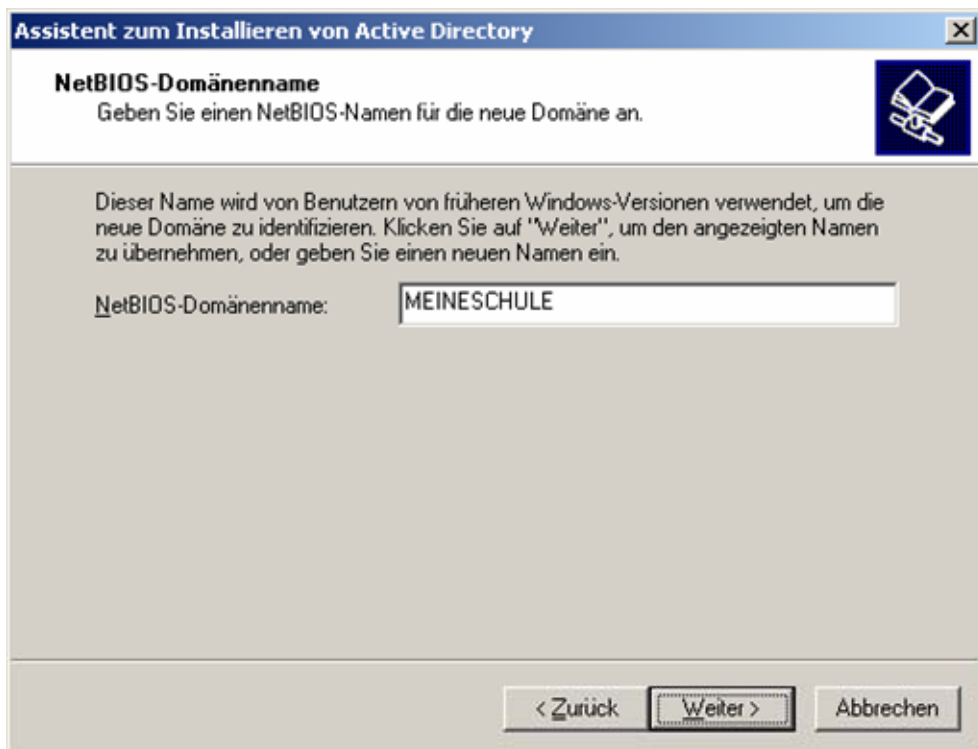 Assistent zum Installieren von Active Directory
NetBIOS-Domänenname
Geben Sie einen NetBIOS-Namen für die neue Domäne an.
Dieser Name wird von Benutzern von früheren Windows-Versionen verwendet, um die
neue Domäne zu identifizieren. Klicken Sie auf "Weiter", um den angezeigten Namen
zu übernehmen, oder geben Sie einen neuen Namen ein.
NetBIOS-Domänenname: MEINESCHULE
< Zurück Weiter > Abbrechen